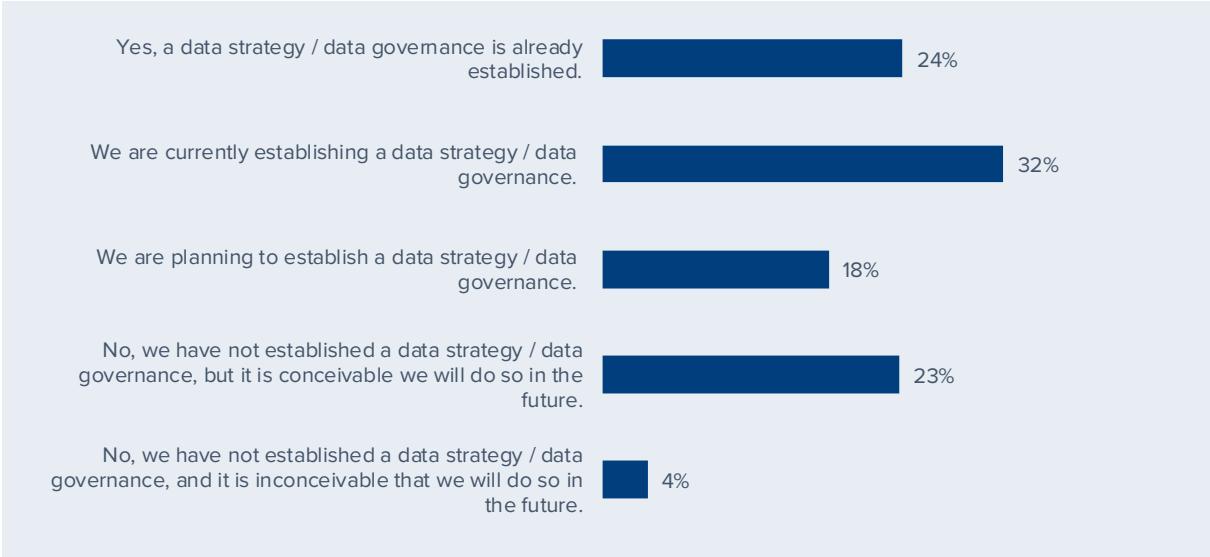 Yes, a data strategy / data governance is already
established.
24%
We are currently establishing a data strategy / data
governance.
32%
We are planning to establish a data strategy / data
governance.
18%
No, we have not established a data strategy / data
governance, but it is conceivable we will do so in the
future.
23%
No, we have not established a data strategy / data
governance, and it is inconceivable that we will do so in
the future.
4%